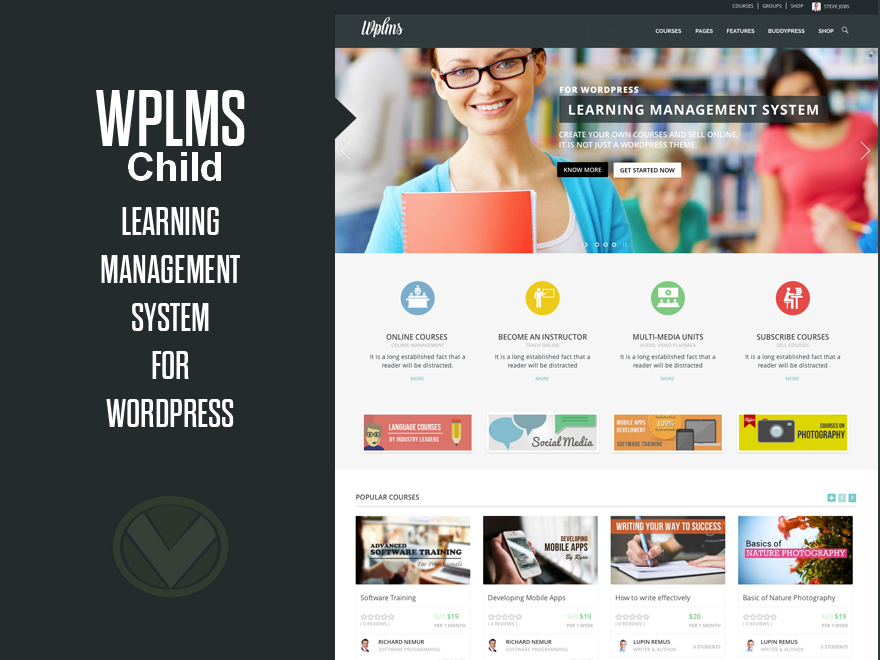 WPLMS
Child
LEARNING
MANAGEMENT
SYSTEM
FOR
WORDPRESS
COURSES
GROUPS
SHOP
STEVE JOBS
Wplms
COURSES
PAGES
FEATURES
BUDDYPRESS
SHOP
FOR WORDPRESS
LEARNING MANAGEMENT SYSTEM
CREATE YOUR OWN COURSES AND SELL ONLINE.
IT IS NOT JUST A WORDPRESS THEME.
KNOW MORE
GET STARTED NOW
ONLINE COURSES
COURSE MANAGEMENT
It is a long established fact that a
reader will be distracted.
MORE
BECOME AN INSTRUCTOR
TEACH ONLINE
It is a long established fact that a
reader will be distracted
MORE
MULTI-MEDIA UNITS
AUDIO, VIDEO PLAYBACK
It is a long established fact that a
reader will be distracted
MORE
SUBSCRIBE COURSES
SELL COURSES
It is a long established fact that a
reader will be distracted
MORE
LANGUAGE COURSES
BY INDUSTRY LEADERS
Social Media
MOBILE APPS
DEVELOPMENT
100%
SOFTWARE TRAINING
Offer
COURSES ON
PHOTOGRAPHY
POPULAR COURSES
ADVANCED
SOFTWARE TRAINING
For Professionals
Software Training
$29 $19
( 0 REVIEWS )
PER 1 MONTH
RICHARD NEMUR
SOFTWARE PROGRAMMING
DEVELOPING
MOBILE APPS
By Ryan
Developing Mobile Apps
$29 $19
( 0 REVIEWS )
PER 1 WEEK
RICHARD NEMUR
SOFTWARE PROGRAMMING
WRITING YOUR WAY TO SUCCESS
How to write effectively
$20
( 0 REVIEWS )
PER 1 MONTH
LUPIN REMUS
WRITER & AUTHOR
0 STUDENTS
Basics of
NATURE PHOTOGRAPHY
Basic of Nature Photography
$29 $19
( 0 REVIEWS )
PER 1 WEEK
LUPIN REMUS
WRITER & AUTHOR
0 STUDENTS